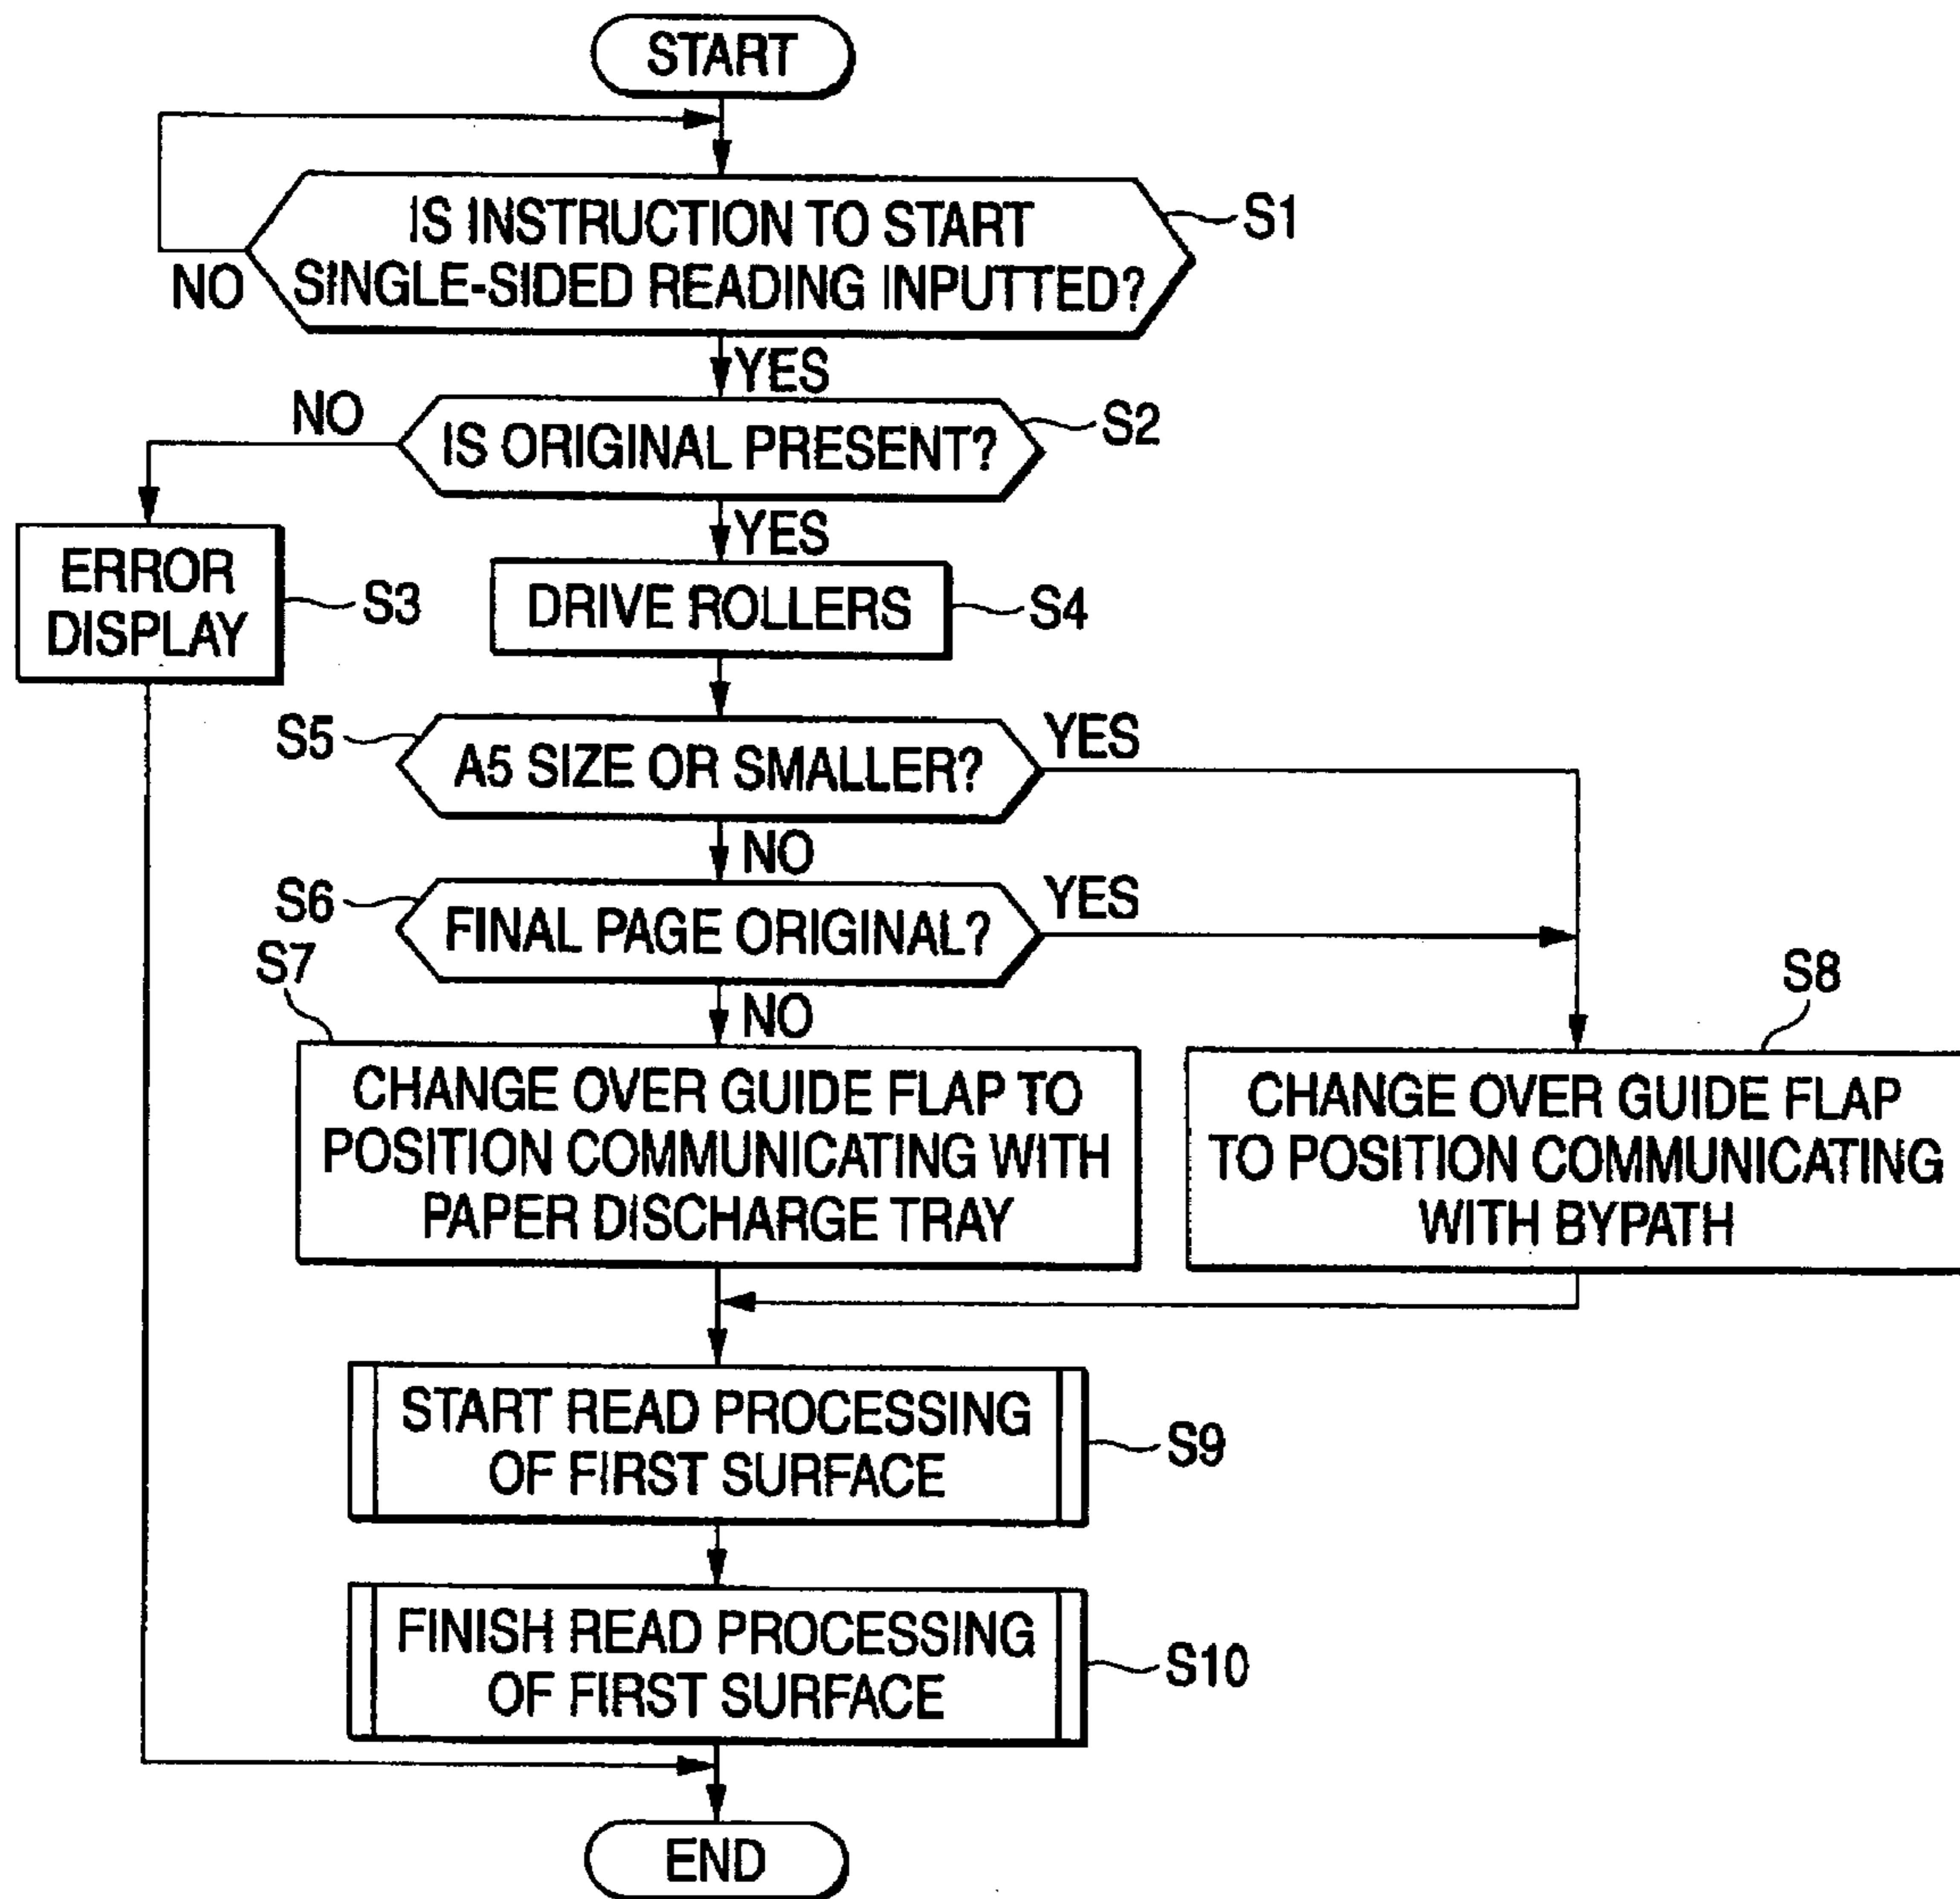 START
IS INSTRUCTION TO START
SINGLE-SIDED READING INPUTTED?
S1
NO
YES
NO
IS ORIGINAL PRESENT?
S2
YES
ERROR
DISPLAY
S3
DRIVE ROLLERS
S4
S5
A5 SIZE OR SMALLER?
YES
NO
S6
FINAL PAGE ORIGINAL?
YES
S7
NO
S8
CHANGE OVER GUIDE FLAP TO
POSITION COMMUNICATING WITH
PAPER DISCHARGE TRAY
CHANGE OVER GUIDE FLAP
TO POSITION COMMUNICATING
WITH BYPATH
START READ PROCESSING
OF FIRST SURFACE
S9
FINISH READ PROCESSING
OF FIRST SURFACE
S10
END